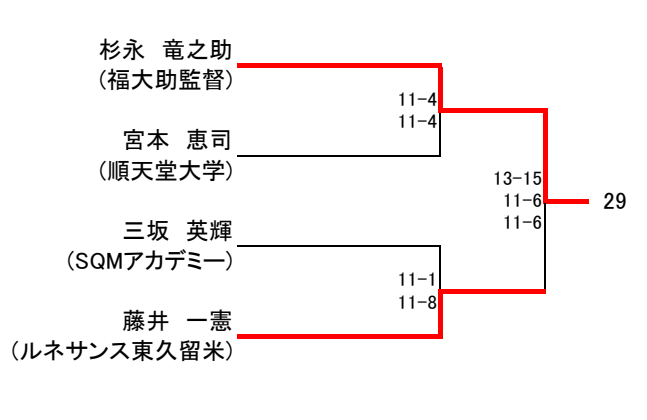 杉永　竜之助
(福大助監督)
11-4
11-4
宮本　恵司
(順天堂大学)
13-15
11-6
11-6
29
三坂　英輝
(SQMアカデミー)
11-1
11-8
藤井　一憲
(ルネサンス東久留米)